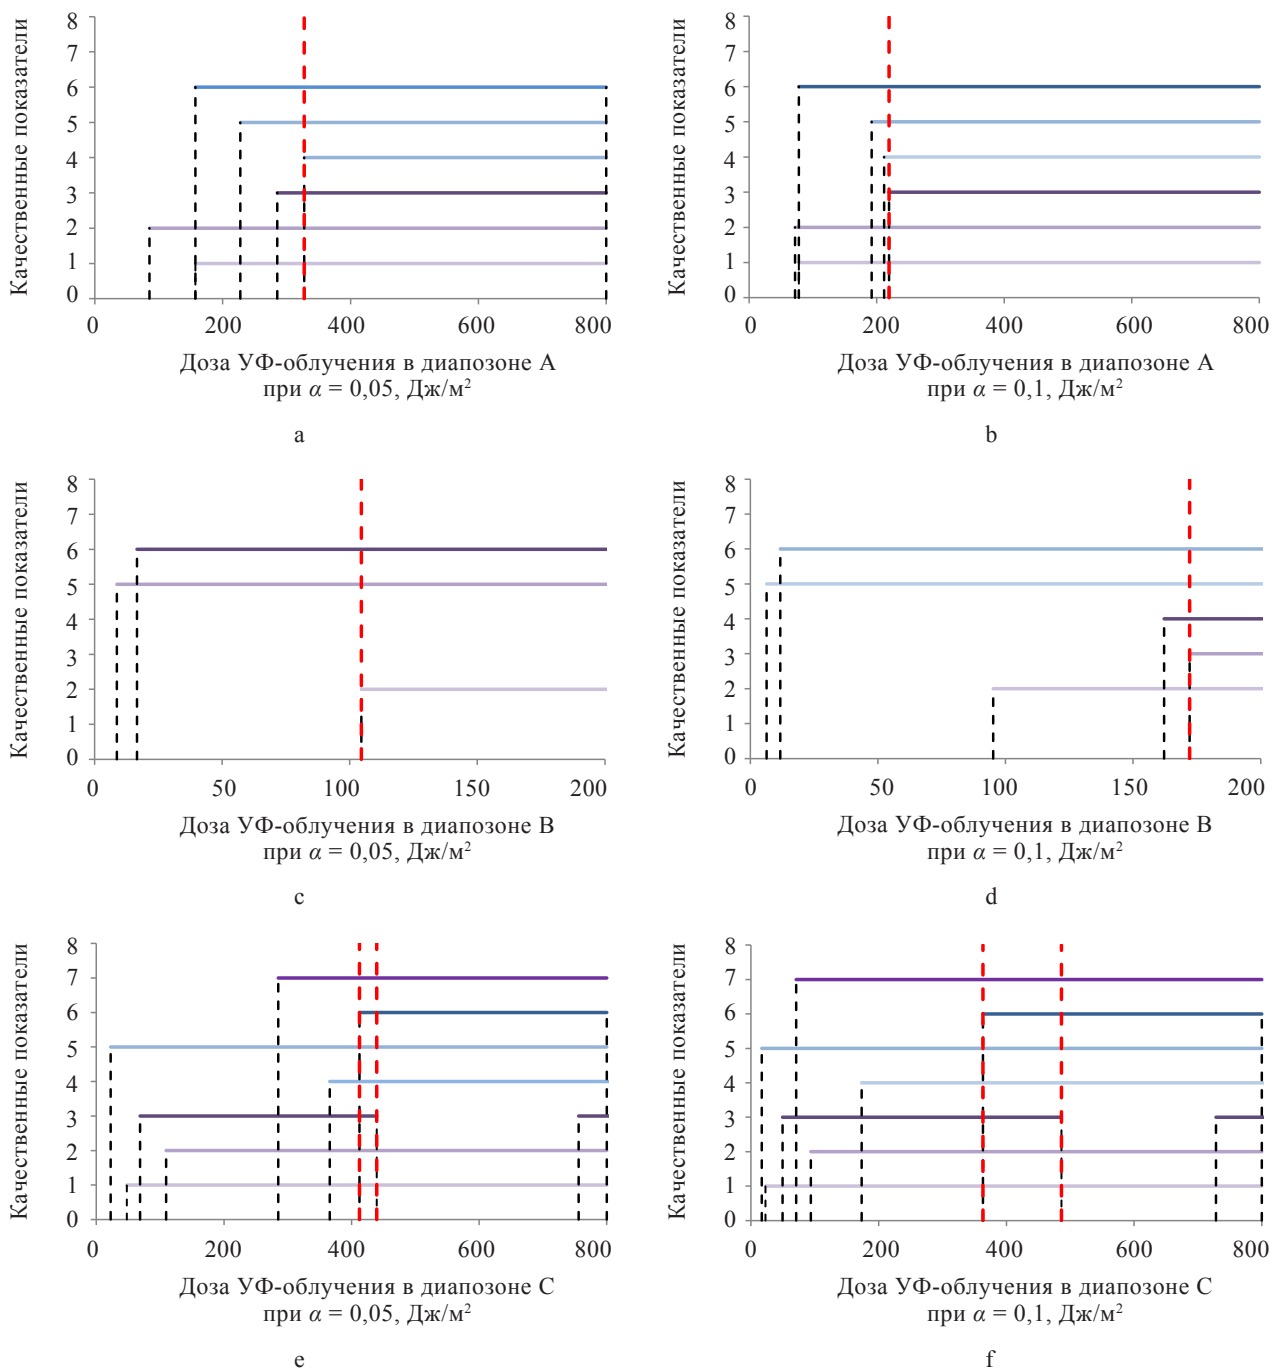 Качественные показатели
8
7
6
5
4
3
2
1
0
0 200 400 600 800
Доза УФ-облучения в диапозоне А
при α = 0,05, Дж/м²
a
Качественные показатели
8
7
6
5
4
3
2
1
0
0 200 400 600 800
Доза УФ-облучения в диапозоне А
при α = 0,1, Дж/м²
b
Качественные показатели
8
7
6
5
4
3
2
1
0
0 50 100 150 200
Доза УФ-облучения в диапозоне В
при α = 0,05, Дж/м²
c
Качественные показатели
8
7
6
5
4
3
2
1
0
0 50 100 150 200
Доза УФ-облучения в диапозоне В
при α = 0,1, Дж/м²
d
Качественные показатели
8
7
6
5
4
3
2
1
0
0 200 400 600 800
Доза УФ-облучения в диапозоне С
при α = 0,05, Дж/м²
e
Качественные показатели
8
7
6
5
4
3
2
1
0
0 200 400 600 800
Доза УФ-облучения в диапозоне С
при α = 0,1, Дж/м²
f